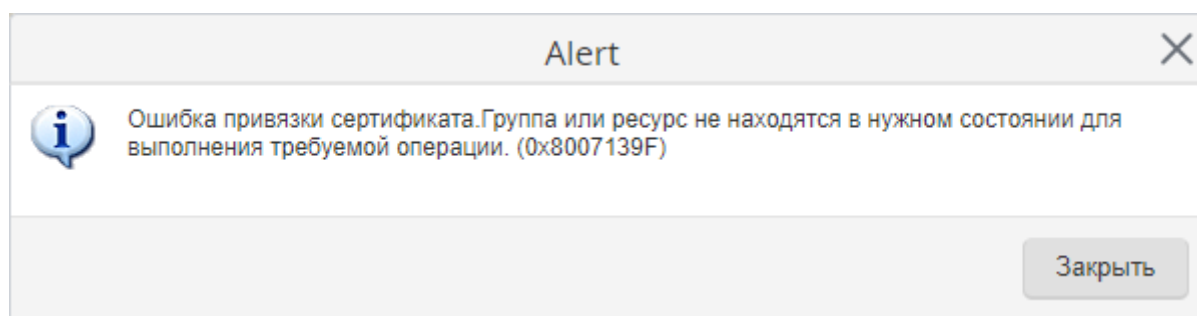 Alert
Ошибка привязки сертификата.Группа или ресурс не находятся в нужном состоянии для
выполнения требуемой операции. (0x8007139F)
Закрыть